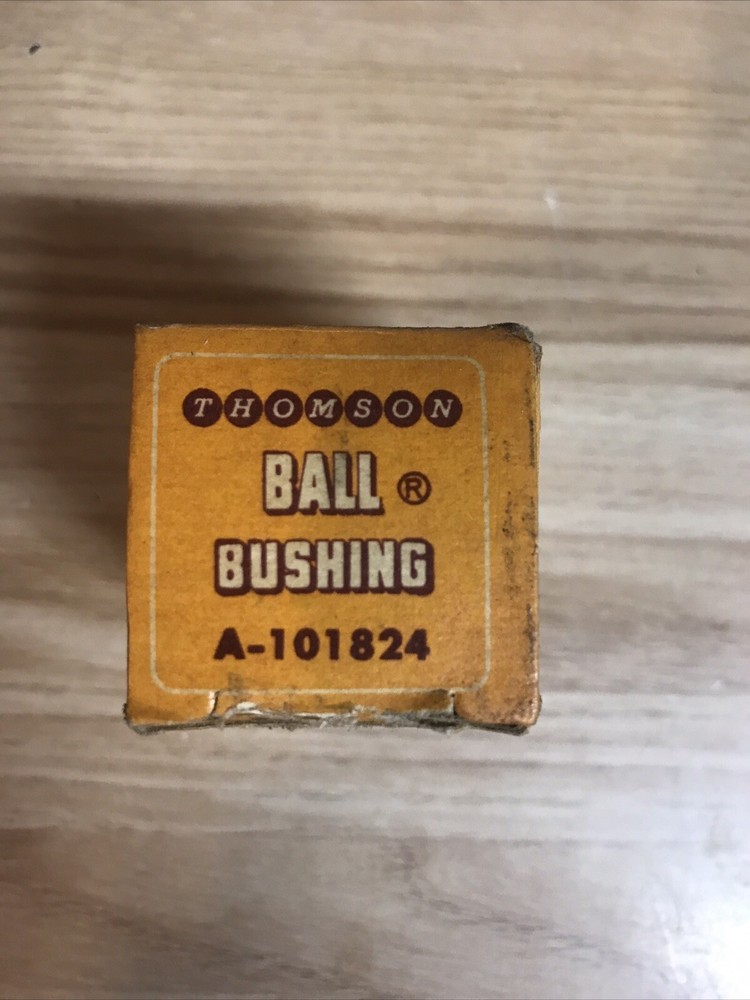 THOMSON
BALL ®
BUSHING
A-101824